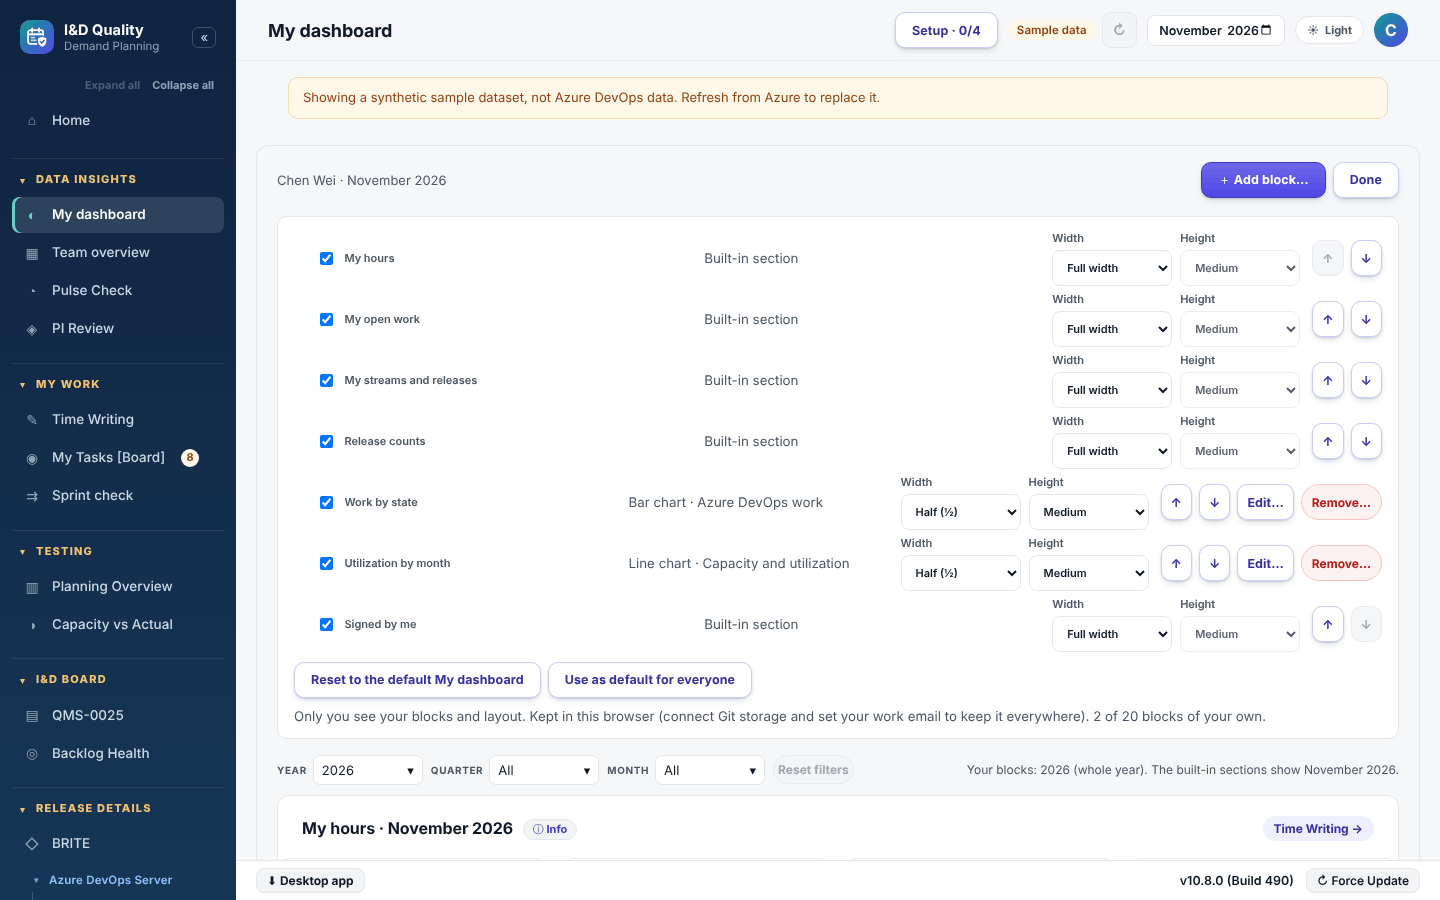 I&D Quality
Demand Planning
«
Expand all Collapse all
Home
DATA INSIGHTS
My dashboard
Team overview
Pulse Check
PI Review
MY WORK
Time Writing
My Tasks [Board] 8
Sprint check
TESTING
Planning Overview
Capacity vs Actual
I&D BOARD
QMS-0025
Backlog Health
RELEASE DETAILS
BRITE
Azure DevOps Server
My dashboard
Setup · 0/4
Sample data
November 2026
Light
C
Showing a synthetic sample dataset, not Azure DevOps data. Refresh from Azure to replace it.
Chen Wei · November 2026
+ Add block...
Done
My hours Built-in section Width Full width Height Medium ↑ ↓
My open work Built-in section Width Full width Height Medium ↑ ↓
My streams and releases Built-in section Width Full width Height Medium ↑ ↓
Release counts Built-in section Width Full width Height Medium ↑ ↓
Work by state Bar chart · Azure DevOps work Width Half (½) Height Medium ↑ ↓ Edit... Remove...
Utilization by month Line chart · Capacity and utilization Width Half (½) Height Medium ↑ ↓ Edit... Remove...
Signed by me Built-in section Width Full width Height Medium ↑ ↓
Reset to the default My dashboard Use as default for everyone
Only you see your blocks and layout. Kept in this browser (connect Git storage and set your work email to keep it everywhere). 2 of 20 blocks of your own.
YEAR 2026 QUARTER All MONTH All Reset filters Your blocks: 2026 (whole year). The built-in sections show November 2026.
My hours · November 2026 ⓘ Info Time Writing →
⬇ Desktop app
v10.8.0 (Build 490) ↻ Force Update